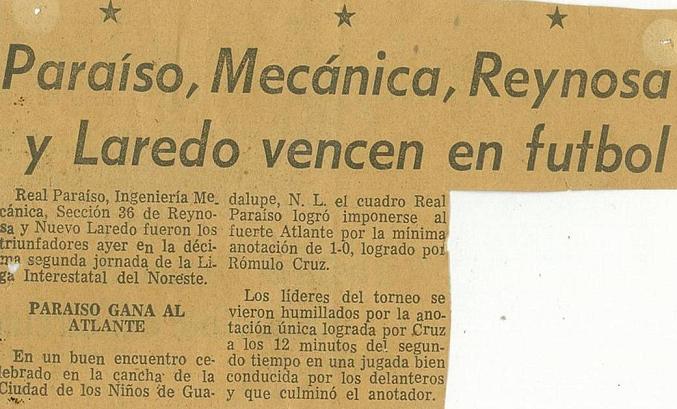 Paraíso, Mecánica, Reynosa
y Laredo vencen en futbol
Real Paraíso, Ingeniería Me-
cánica, Sección 36 de Reyno-
sa y Nuevo Laredo fueron los
triunfadores ayer en la déci-
ma segunda jornada de la Li-
ga Interestatal del Noreste.
PARAISO GANA AL
ATLANTE
En un buen encuentro ce-
lebrado en la cancha de la
Ciudad de los Niños de Gua-
dalupe, N. L. el cuadro Real
Paraíso logró imponerse al
fuerte Atlante por la mínima
anotación de 1-0, logrado por
Rómulo Cruz.
Los líderes del torneo se
vieron humillados por la ano-
tación única lograda por Cruz
a los 12 minutos del segun-
do tiempo en una jugada bien
conducida por los delanteros
y que culminó el anotador.